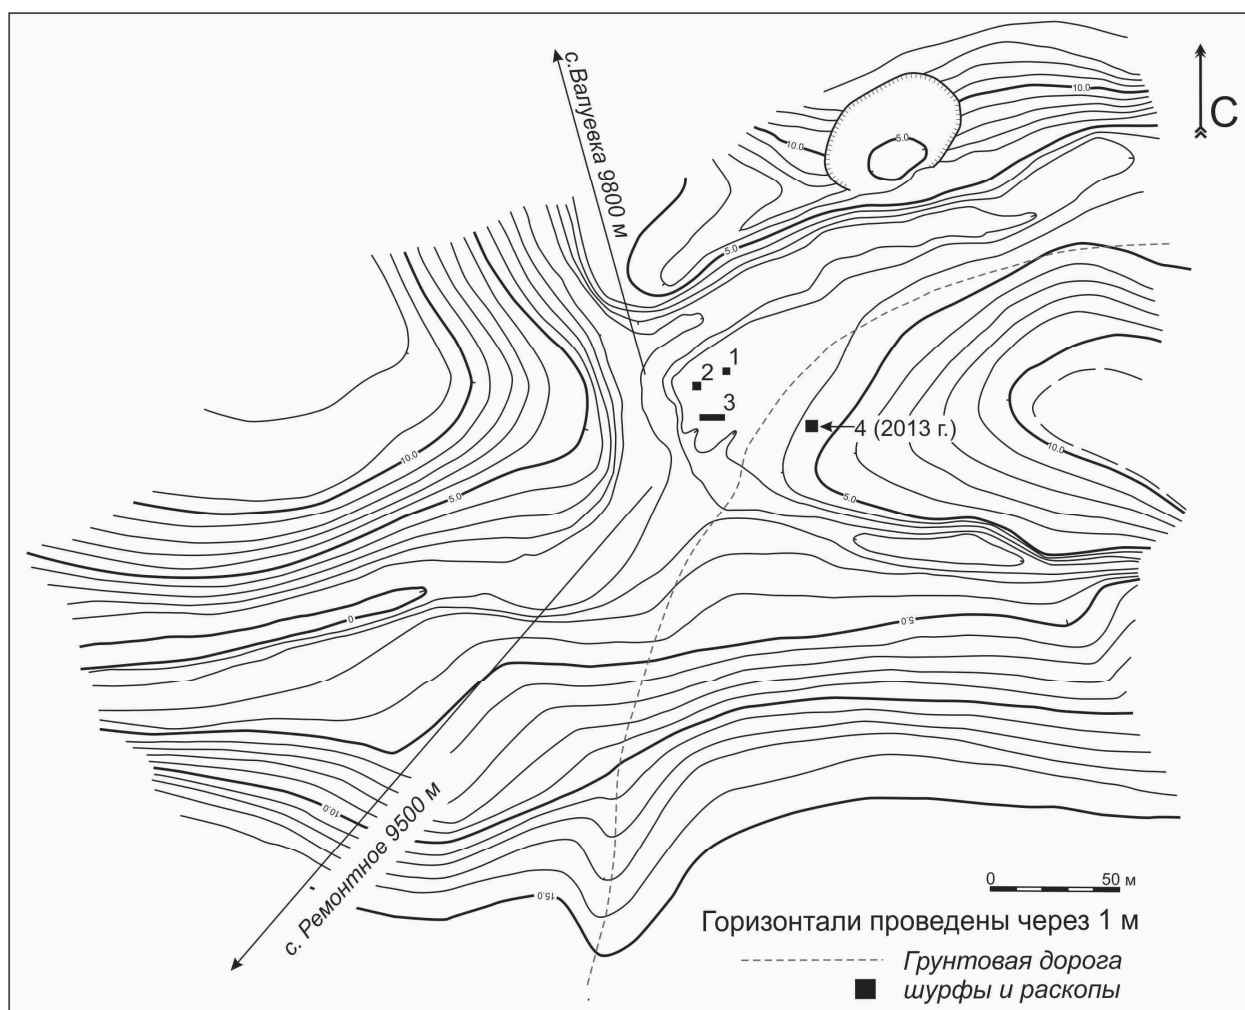 с.Валуевка 9800 м
С
10.0
5.0
10.0
5.0
1
2
3
4 (2013 г.)
10.0
10.0
5.0
5.0
0
5.0
10.0
15.0
с. Ремонтное 9500 м
0 50 м
Горизонтали проведены через 1 м
Грунтовая дорога
шурфы и раскопы